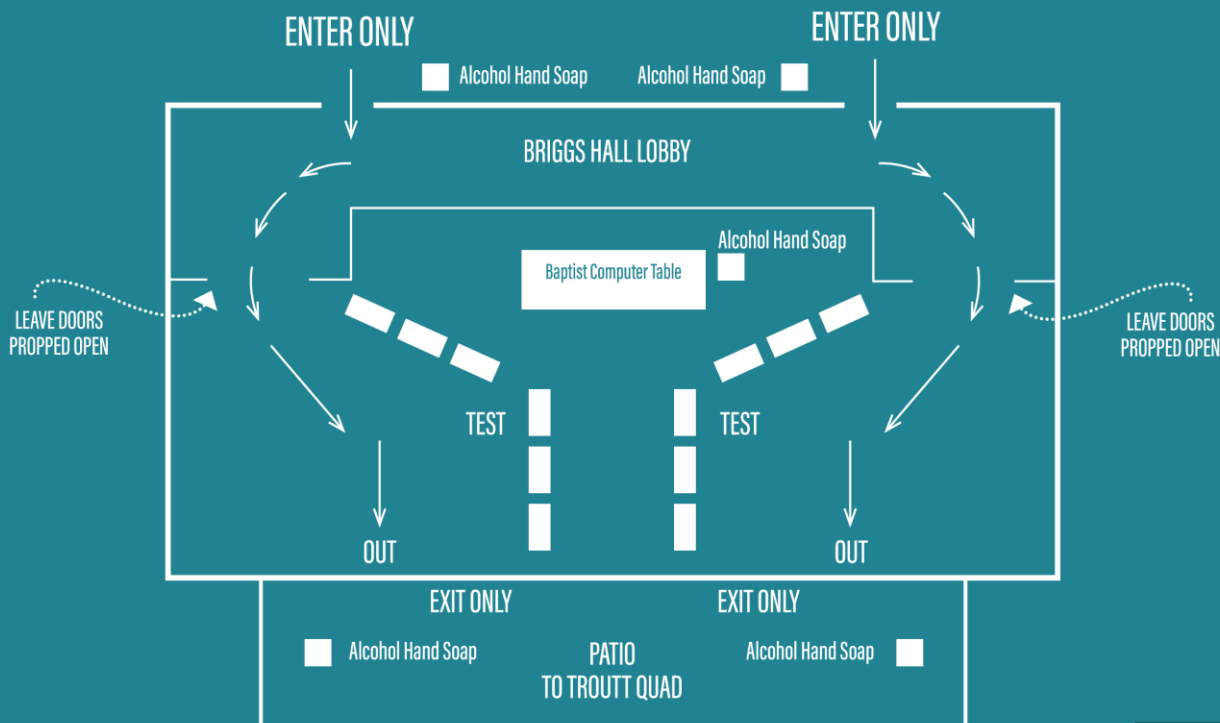 ENTER ONLY
ENTER ONLY
Alcohol Hand Soap
Alcohol Hand Soap
BRIGGS HALL LOBBY
Alcohol Hand Soap
Baptist Computer Table
LEAVE DOORS
PROPPED OPEN
LEAVE DOORS
PROPPED OPEN
TEST
TEST
OUT
OUT
EXIT ONLY
EXIT ONLY
Alcohol Hand Soap
Alcohol Hand Soap
PATIO
TO TROUTT QUAD